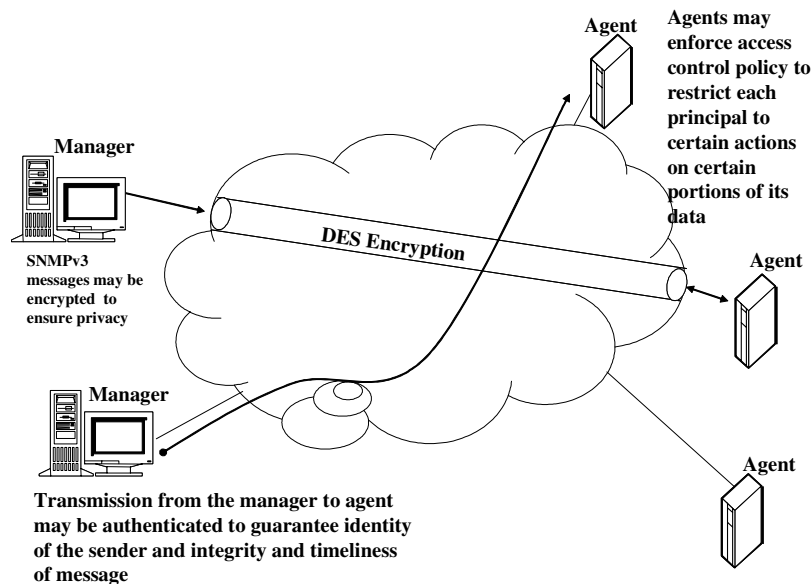 Agent
Agents may
enforce access
control policy to
restrict each
principal to
certain actions
on certain
portions of its
data
Manager
SNMPv3
messages may be
encrypted to
ensure privacy
DES Encryption
Agent
Manager
Transmission from the manager to agent
may be authenticated to guarantee identity
of the sender and integrity and timeliness
of message
Agent